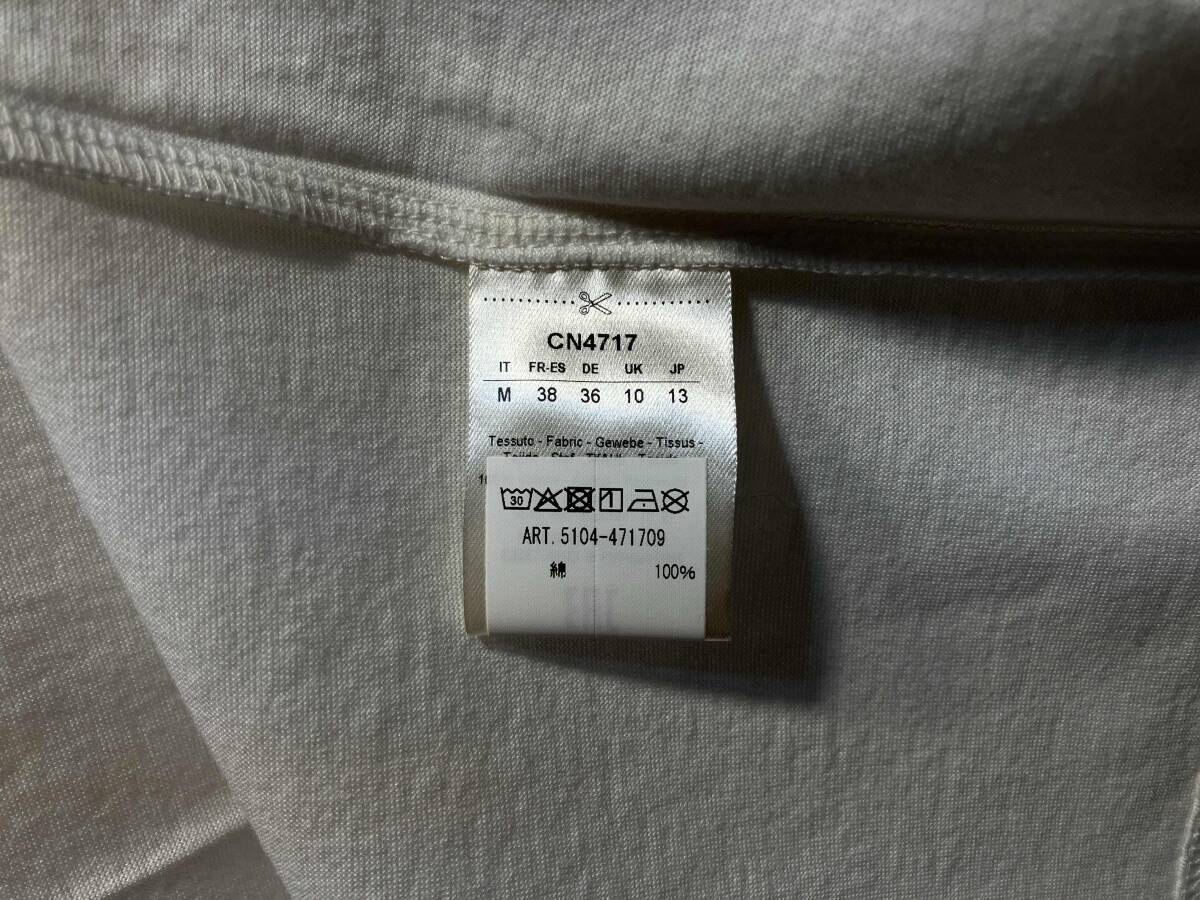 CN4717
IT FR-ES DE UK JP
M 38 36 10 13
Tessuto - Fabric - Gewebe - Tissus -
30
ART. 5104-471709
綿 100%